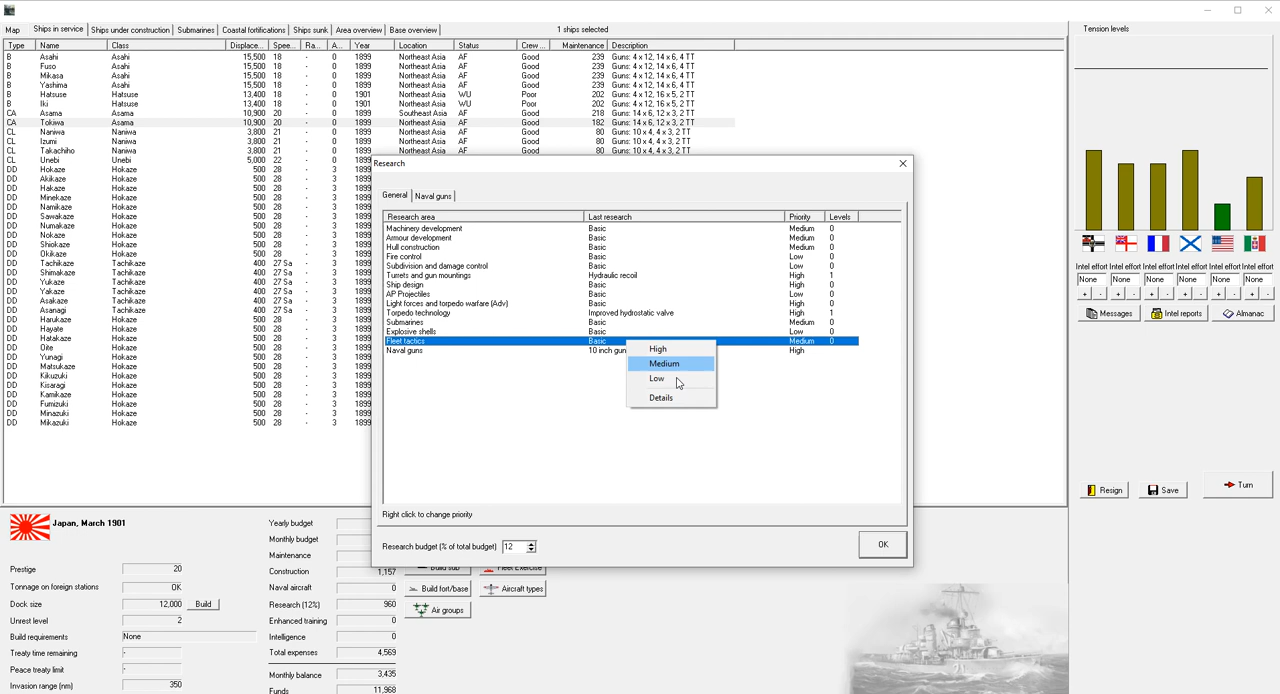 Map Ships in service Ships under construction Submarines Coastal fortifications Ships sunk Area overview Base overview 1 ships selected
Type Name Class Displace... Spee... Ra... A... Year Location Status Crew ... Maintenance Description
B Asahi Asahi 15,500 18 - 0 1899 Northeast Asia AF Good 239 Guns: 4 x 12, 14 x 6, 4 TT
B Fuso Asahi 15,500 18 - 0 1899 Northeast Asia AF Good 239 Guns: 4 x 12, 14 x 6, 4 TT
B Mikasa Asahi 15,500 18 - 0 1899 Northeast Asia AF Good 239 Guns: 4 x 12, 14 x 6, 4 TT
B Yashima Asahi 15,500 18 - 0 1899 Northeast Asia AF Good 239 Guns: 4 x 12, 14 x 6, 4 TT
B Hatsuse Hatsuse 13,400 18 - 0 1901 Northeast Asia WU Poor 202 Guns: 4 x 12, 16 x 5, 2 TT
B Iki Hatsuse 13,400 18 - 0 1901 Northeast Asia WU Poor 202 Guns: 4 x 12, 16 x 5, 2 TT
CA Asama Asama 10,900 20 - 0 1899 Southeast Asia AF Good 218 Guns: 14 x 6, 12 x 3, 2 TT
CA Tokiwa Asama 10,900 20 - 0 1899 Northeast Asia AF Good 182 Guns: 14 x 6, 12 x 3, 2 TT
CL Naniwa Naniwa 3,800 21 - 0 1899 Northeast Asia AF Good 80 Guns: 10 x 4, 4 x 3, 2 TT
CL Izumi Naniwa 3,800 21 - 0 1899 Northeast Asia AF Good 80 Guns: 10 x 4, 4 x 3, 2 TT
CL Takachiho Naniwa 3,800 21 - 0 1899 Northeast Asia AF Good 80 Guns: 10 x 4, 4 x 3, 2 TT
CL Unebi Unebi 5,000 22 - 0 1899
DD Hokaze Hokaze 500 28 - 3 1899
DD Akikaze Hokaze 500 28 - 3 1899
DD Hakaze Hokaze 500 28 - 3 1899
DD Minekaze Hokaze 500 28 - 3 1899
DD Namikaze Hokaze 500 28 - 3 1899
DD Sawakaze Hokaze 500 28 - 3 1899
DD Numakaze Hokaze 500 28 - 3 1899
DD Nokaze Hokaze 500 28 - 3 1899
DD Shiokaze Hokaze 500 28 - 3 1899
DD Okikaze Hokaze 500 28 - 3 1899
DD Tachikaze Tachikaze 400 27 Sa - 3 1899
DD Shimakaze Tachikaze 400 27 Sa - 3 1899
DD Yukaze Tachikaze 400 27 Sa - 3 1899
DD Yakaze Tachikaze 400 27 Sa - 3 1899
DD Asakaze Tachikaze 400 27 Sa - 3 1899
DD Asanagi Tachikaze 400 27 Sa - 3 1899
DD Harukaze Hokaze 500 28 - 3 1899
DD Hayate Hokaze 500 28 - 3 1899
DD Hatakaze Hokaze 500 28 - 3 1899
DD Oite Hokaze 500 28 - 3 1899
DD Yunagi Hokaze 500 28 - 3 1899
DD Matsukaze Hokaze 500 28 - 3 1899
DD Kikuzuki Hokaze 500 28 - 3 1899
DD Kisaragi Hokaze 500 28 - 3 1899
DD Kamikaze Hokaze 500 28 - 3 1899
DD Fumizuki Hokaze 500 28 - 3 1899
DD Minazuki Hokaze 500 28 - 3 1899
DD Mikazuki Hokaze 500 28 - 3 1899
Research
General Naval guns
Research area Last research Priority Levels
Machinery development Basic Medium 0
Armour development Basic Medium 0
Hull construction Basic Medium 0
Fire control Basic Low 0
Subdivision and damage control Basic Low 0
Turrets and gun mountings Hydraulic recoil High 1
Ship design Basic High 0
AP Projectiles Basic Low 0
Light forces and torpedo warfare (Adv) Basic High 0
Torpedo technology Improved hydrostatic valve High 1
Submarines Basic Medium 0
Explosive shells Basic Low 0
Fleet tactics Basic Medium 0
Naval guns 10 inch gun High
High
Medium
Low
Details
Right click to change priority
Research budget (% of total budget) 12
OK
Tension levels
Intel effort Intel effort Intel effort Intel effort Intel effort Intel effort
None None None None None None
+ - + - + - + - + - + -
Messages Intel reports Almanac
Resign Save Turn
Japan, March 1901
Prestige 20
Tonnage on foreign stations OK
Dock size 12,000 Build
Unrest level 2
Build requirements None
Treaty time remaining -
Peace treaty limit -
Invasion range (nm) 350
Yearly budget
Monthly budget
Maintenance
Construction 1,157
Naval aircraft 0
Research (12%) 960
Enhanced training 0
Intelligence 0
Total expenses 4,569
Monthly balance 3,435
Funds 11,968
Build sub Fleet Exercise
Build fort/base Aircraft types
Air groups